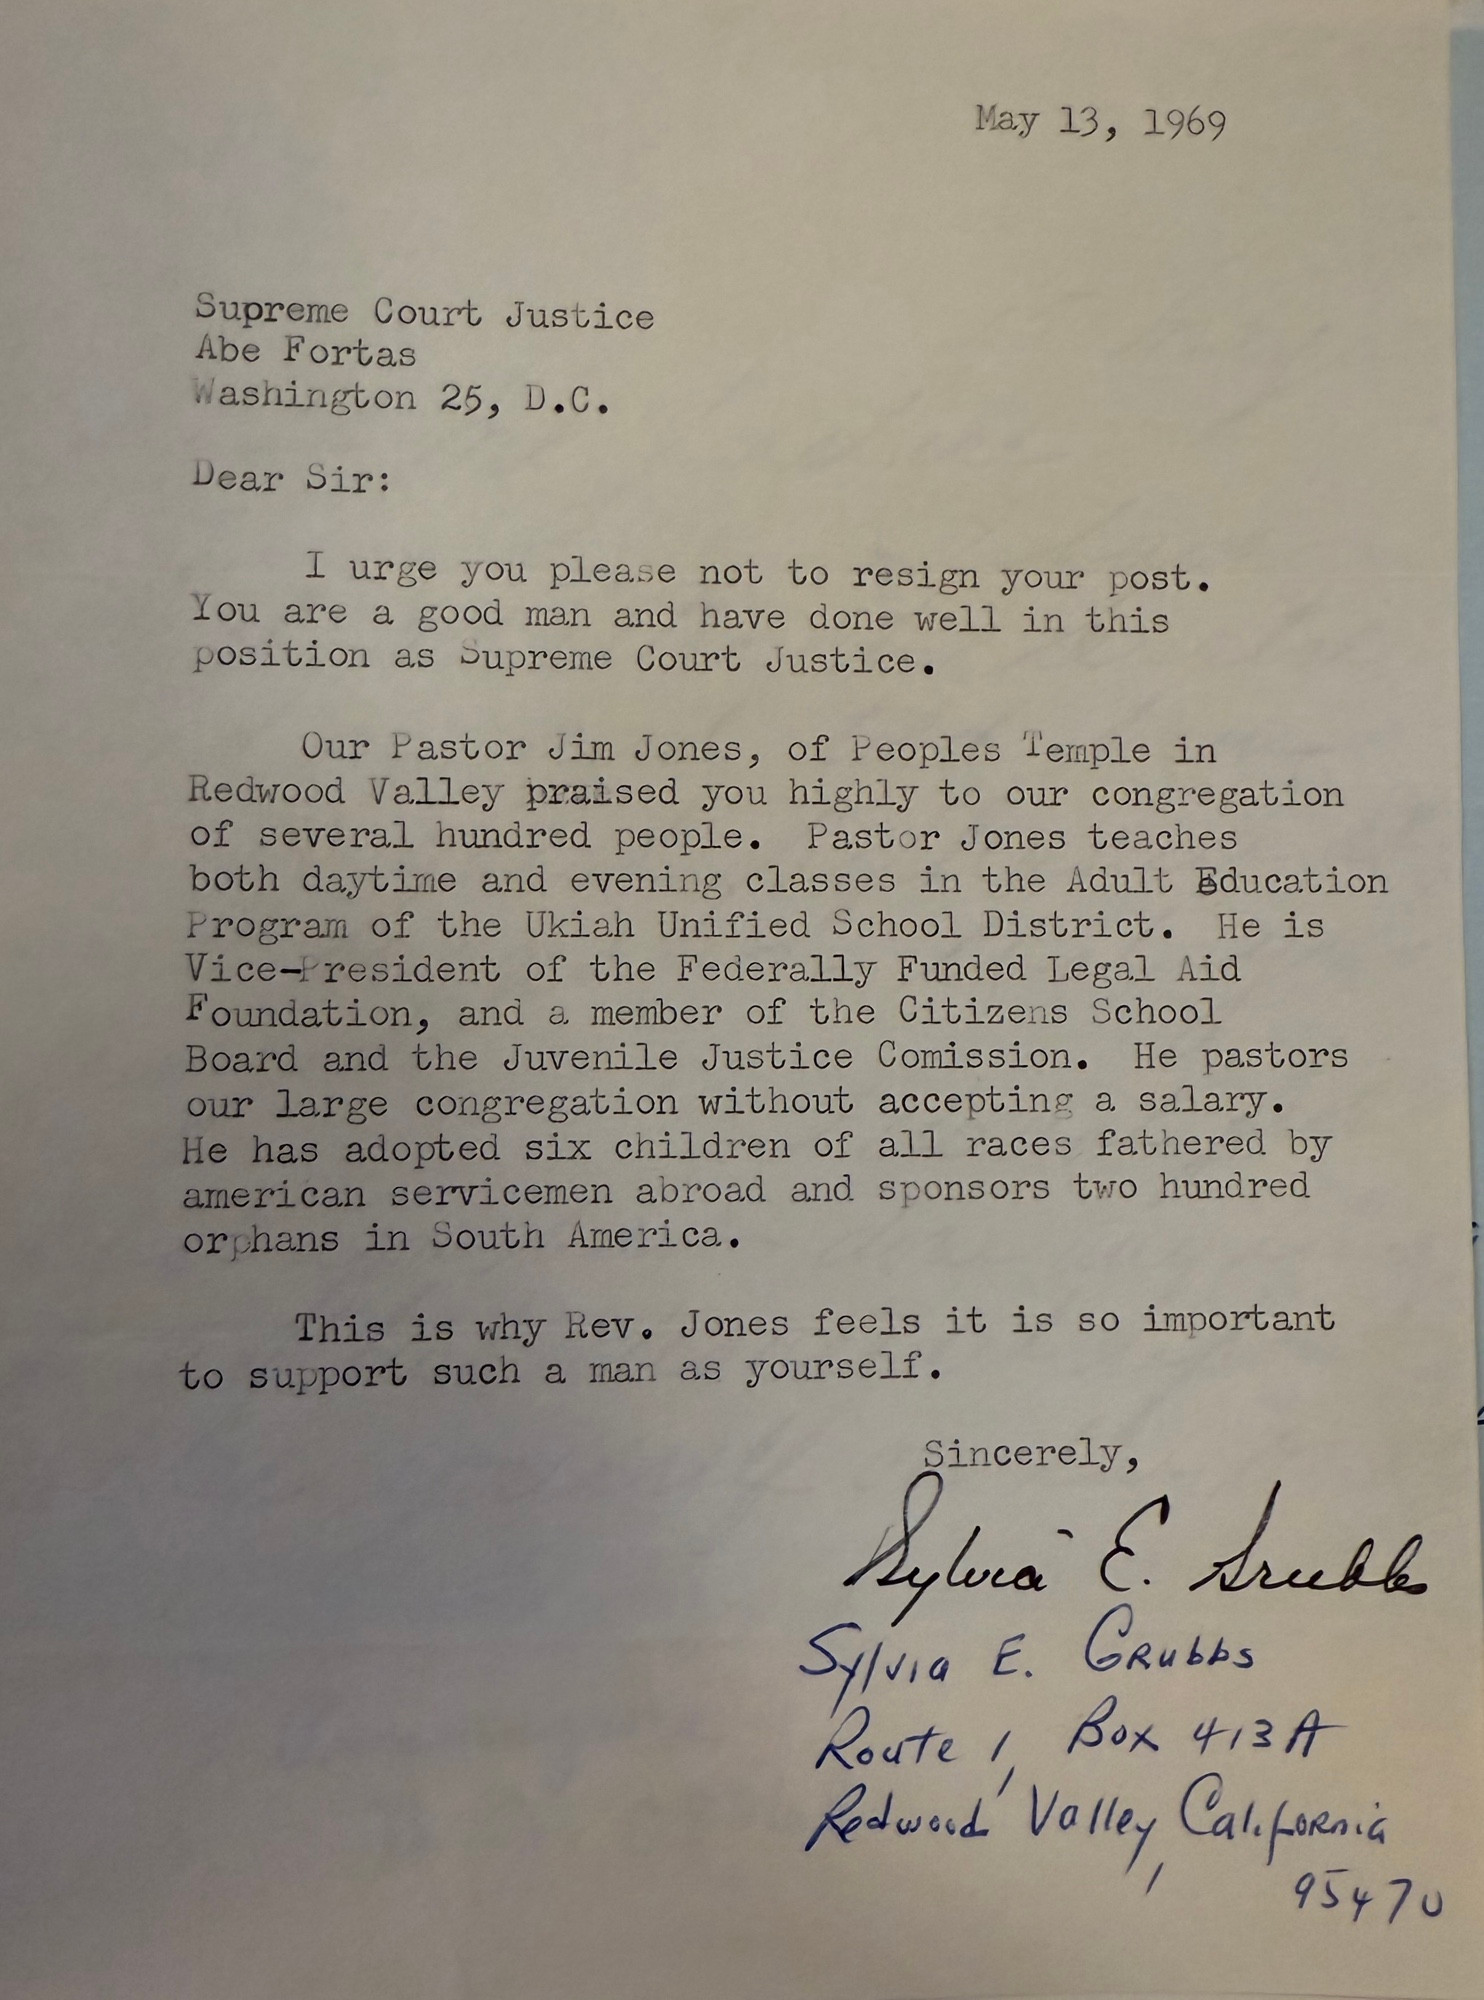 May 13, 1969
Supreme Court Justice
Abe Fortas
Washington 25, D.C.
Dear Sir:
I urge you please not to resign your post.
You are a good man and have done well in this
position as Supreme Court Justice.
Our Pastor Jim Jones, of Peoples Temple in
Redwood Valley praised you highly to our congregation
of several hundred people. Pastor Jones teaches
both daytime and evening classes in the Adult Education
Program of the Ukiah Unified School District. He is
Vice-President of the Federally Funded Legal Aid
Foundation, and a member of the Citizens School
Board and the Juvenile Justice Comission. He pastors
our large congregation without accepting a salary.
He has adopted six children of all races fathered by
american servicemen abroad and sponsors two hundred
orphans in South America.
This is why Rev. Jones feels it is so important
to support such a man as yourself.
Sincerely,
Sylvia E. Grubbs
Sylvia E. Grubbs
Route 1, Box 413A
Redwood Valley, California
95470